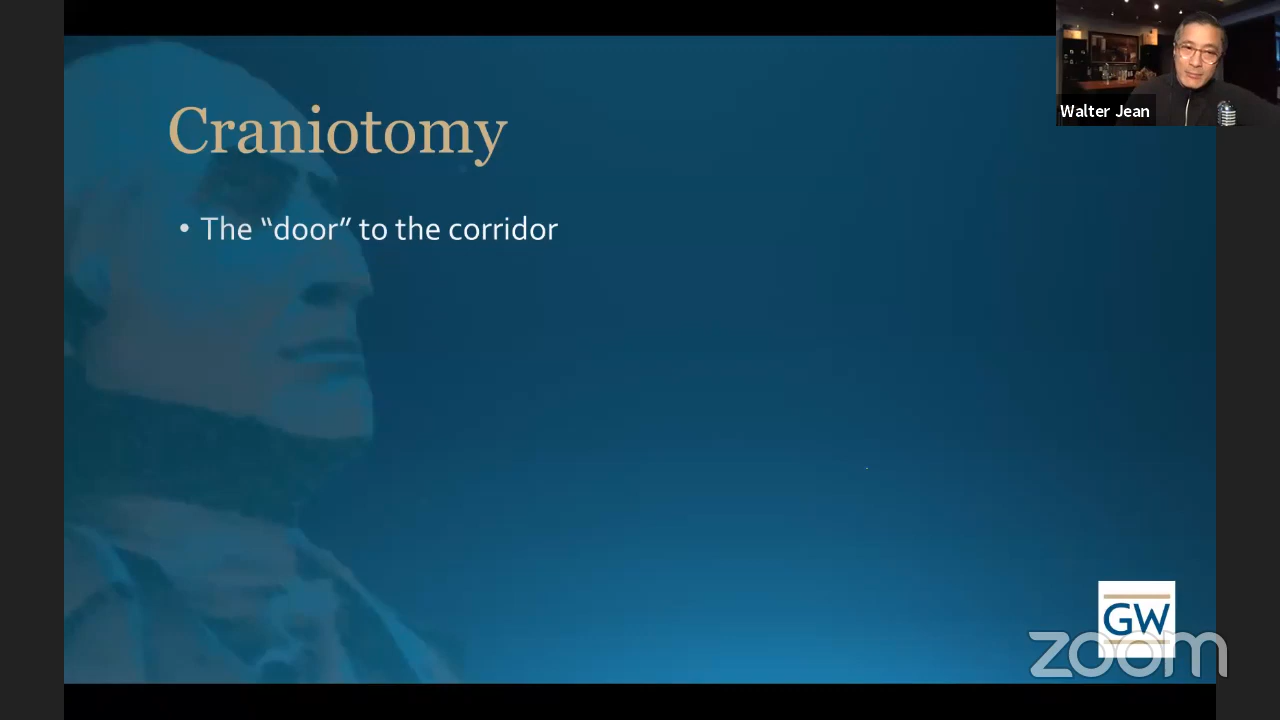 Craniotomy
• The “door” to the corridor
Walter Jean
GW
zoom